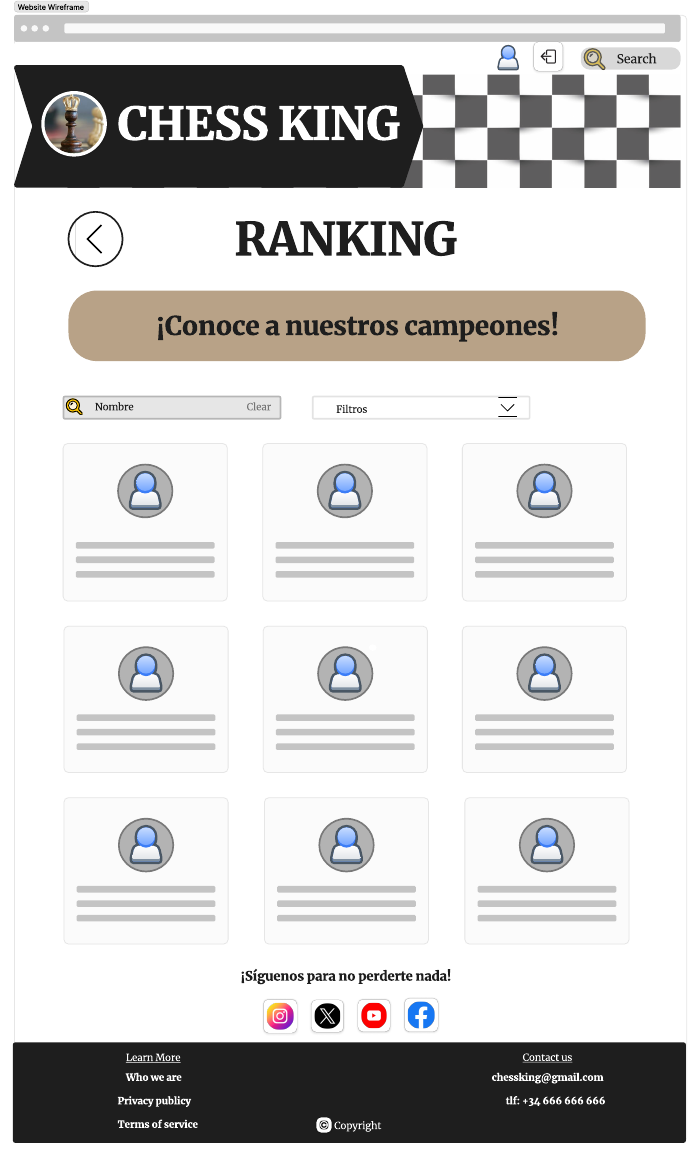 Website Wireframe
Search
CHESS KING
RANKING
¡Conoce a nuestros campeones!
Nombre Clear
Filtros
¡Síguenos para no perderte nada!
Learn More
Who we are
Privacy publicy
Terms of service
© Copyright
Contact us
chessking@gmail.com
tlf: +34 666 666 666